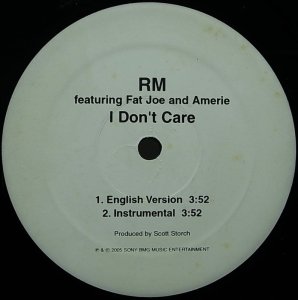 RM
featuring Fat Joe and Amerie
I Don't Care
1. English Version 3:52
2. Instrumental 3:52
Produced by Scott Storch
℗ & © 2005 SONY BMG MUSIC ENTERTAINMENT